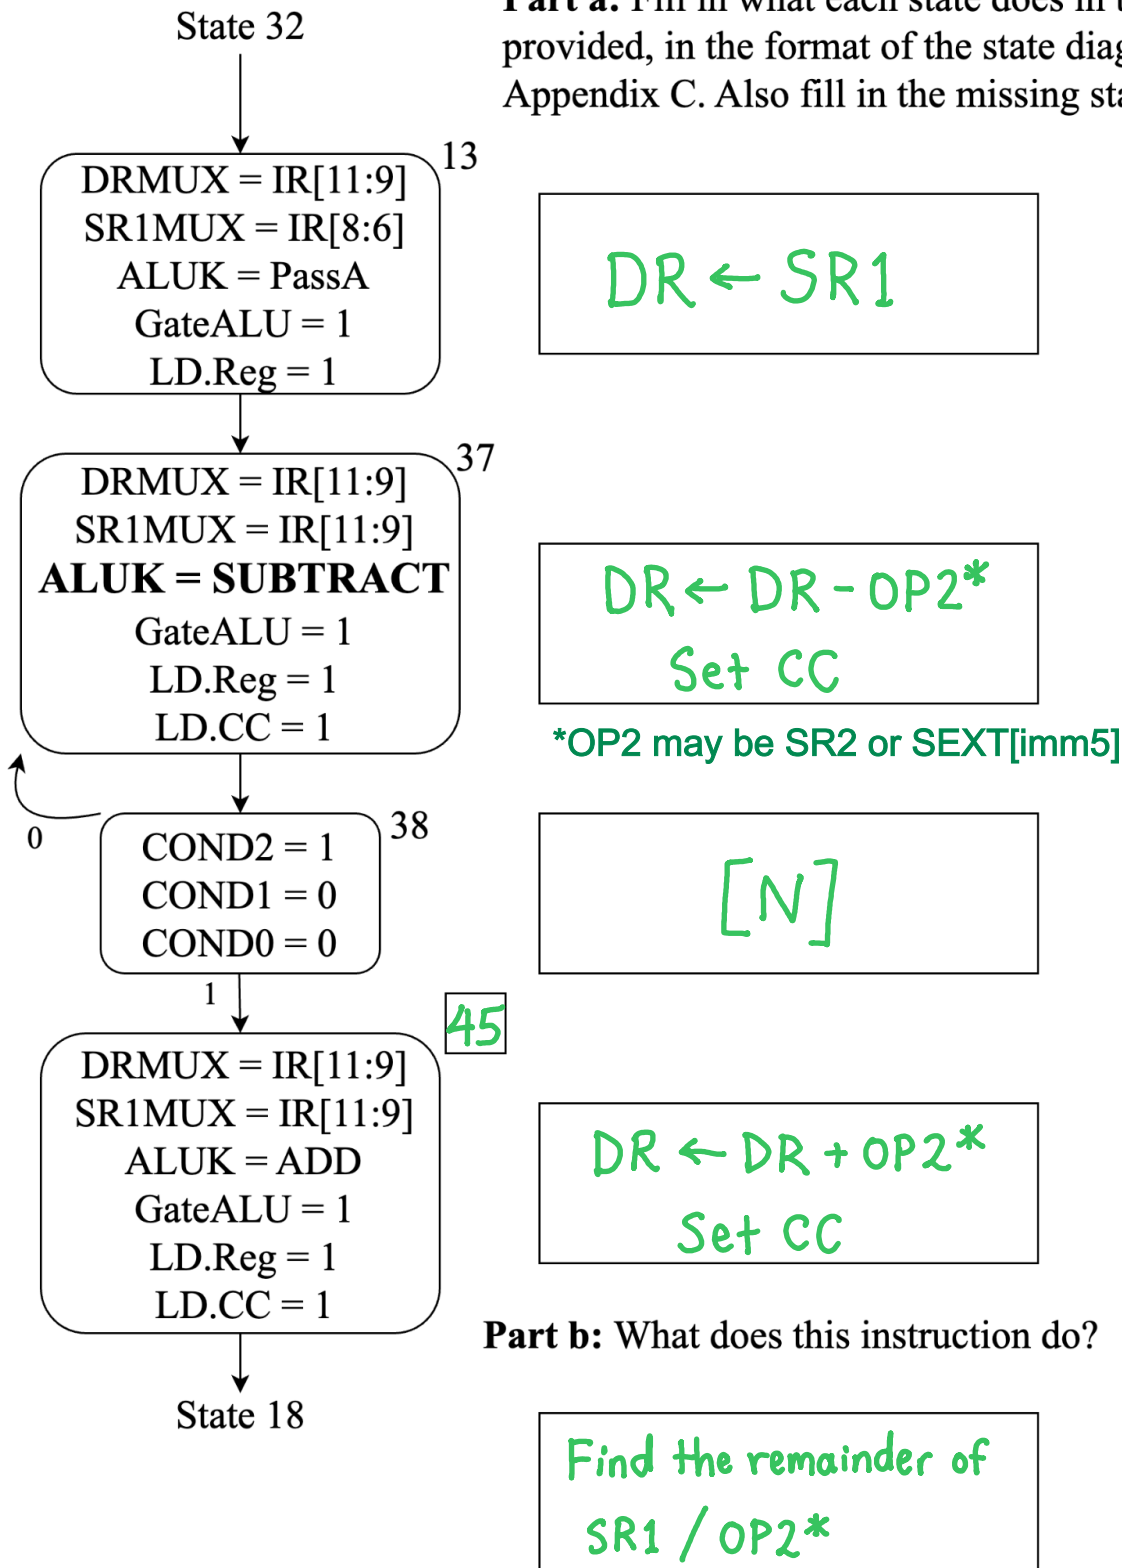 State 32
Part a: Fill in what each state does in
provided, in the format of the state
Appendix C. Also fill in the missing
13
DRMUX = IR[11:9]
SR1MUX = IR[8:6]
ALUK = PassA
GateALU = 1
LD.Reg = 1
DR ← SR1
37
DRMUX = IR[11:9]
SR1MUX = IR[11:9]
ALUK = SUBTRACT
GateALU = 1
LD.Reg = 1
LD.CC = 1
DR ← DR - OP2*
Set CC
*OP2 may be SR2 or SEXT[imm5]
0
38
COND2 = 1
COND1 = 0
COND0 = 0
[N]
1
45
DRMUX = IR[11:9]
SR1MUX = IR[11:9]
ALUK = ADD
GateALU = 1
LD.Reg = 1
LD.CC = 1
DR ← DR + OP2*
Set CC
Part b: What does this instruction do?
State 18
Find the remainder of
SR1 / OP2*